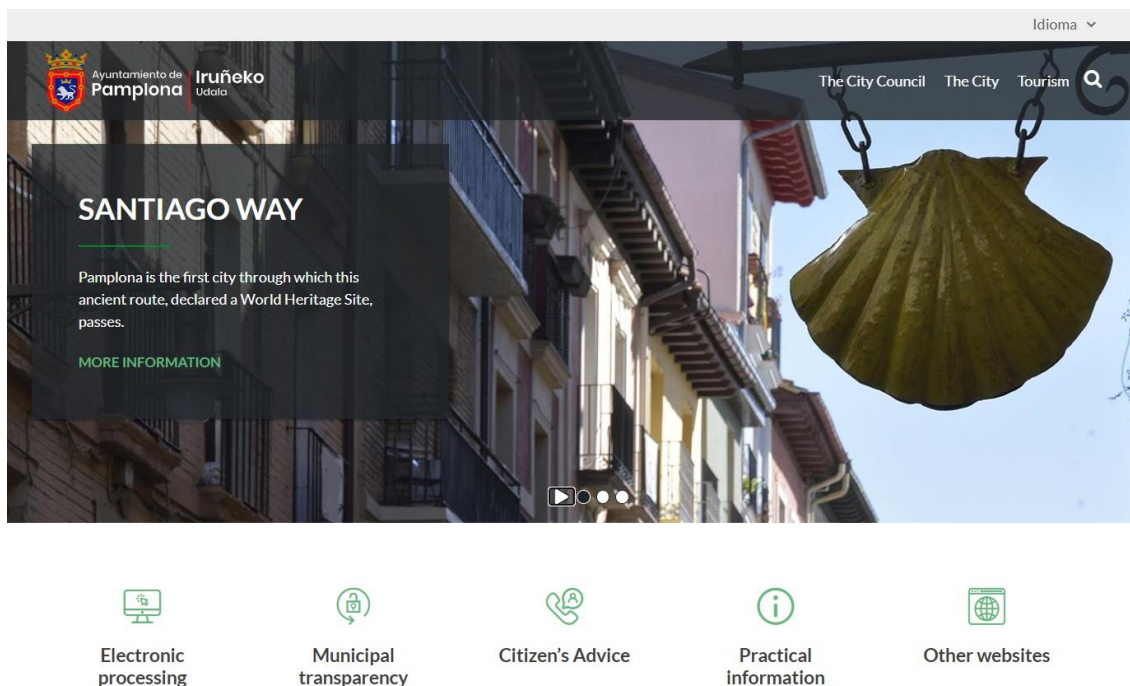 Idioma
Ayuntamiento de
Pamplona
Iruñeko
Udala
The City Council The City Tourism
SANTIAGO WAY
Pamplona is the first city through which this
ancient route, declared a World Heritage Site,
passes.
MORE INFORMATION
Electronic
processing
Municipal
transparency
Citizen's Advice
Practical
information
Other websites